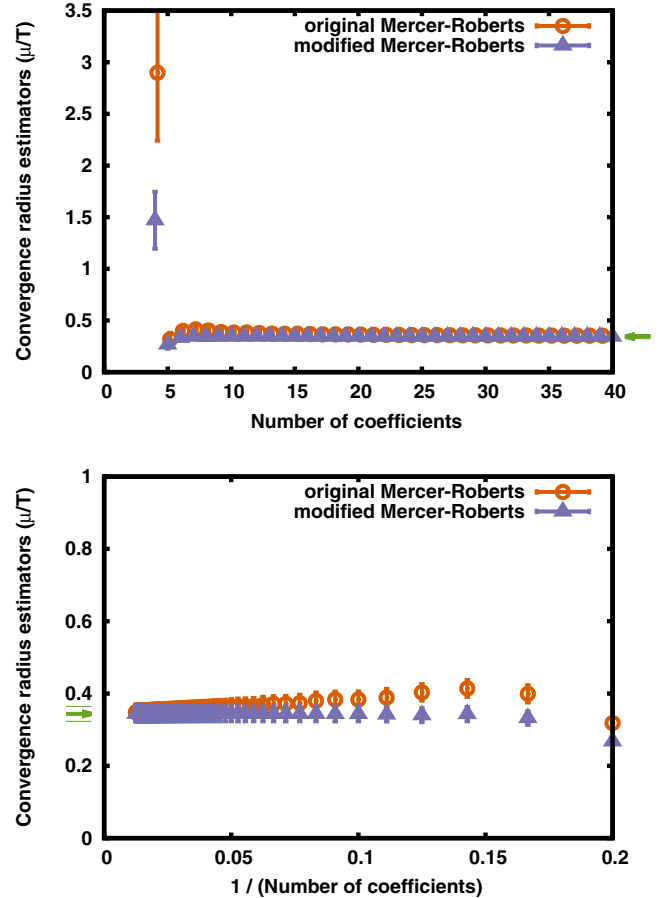 original Mercer-Roberts
modified Mercer-Roberts
Convergence radius estimators (μ/T)
3.5
3
2.5
2
1.5
1
0.5
0
0 5 10 15 20 25 30 35 40
Number of coefficients
original Mercer-Roberts
modified Mercer-Roberts
Convergence radius estimators (μ/T)
1
0.8
0.6
0.4
0.2
0
0 0.05 0.1 0.15 0.2
1 / (Number of coefficients)